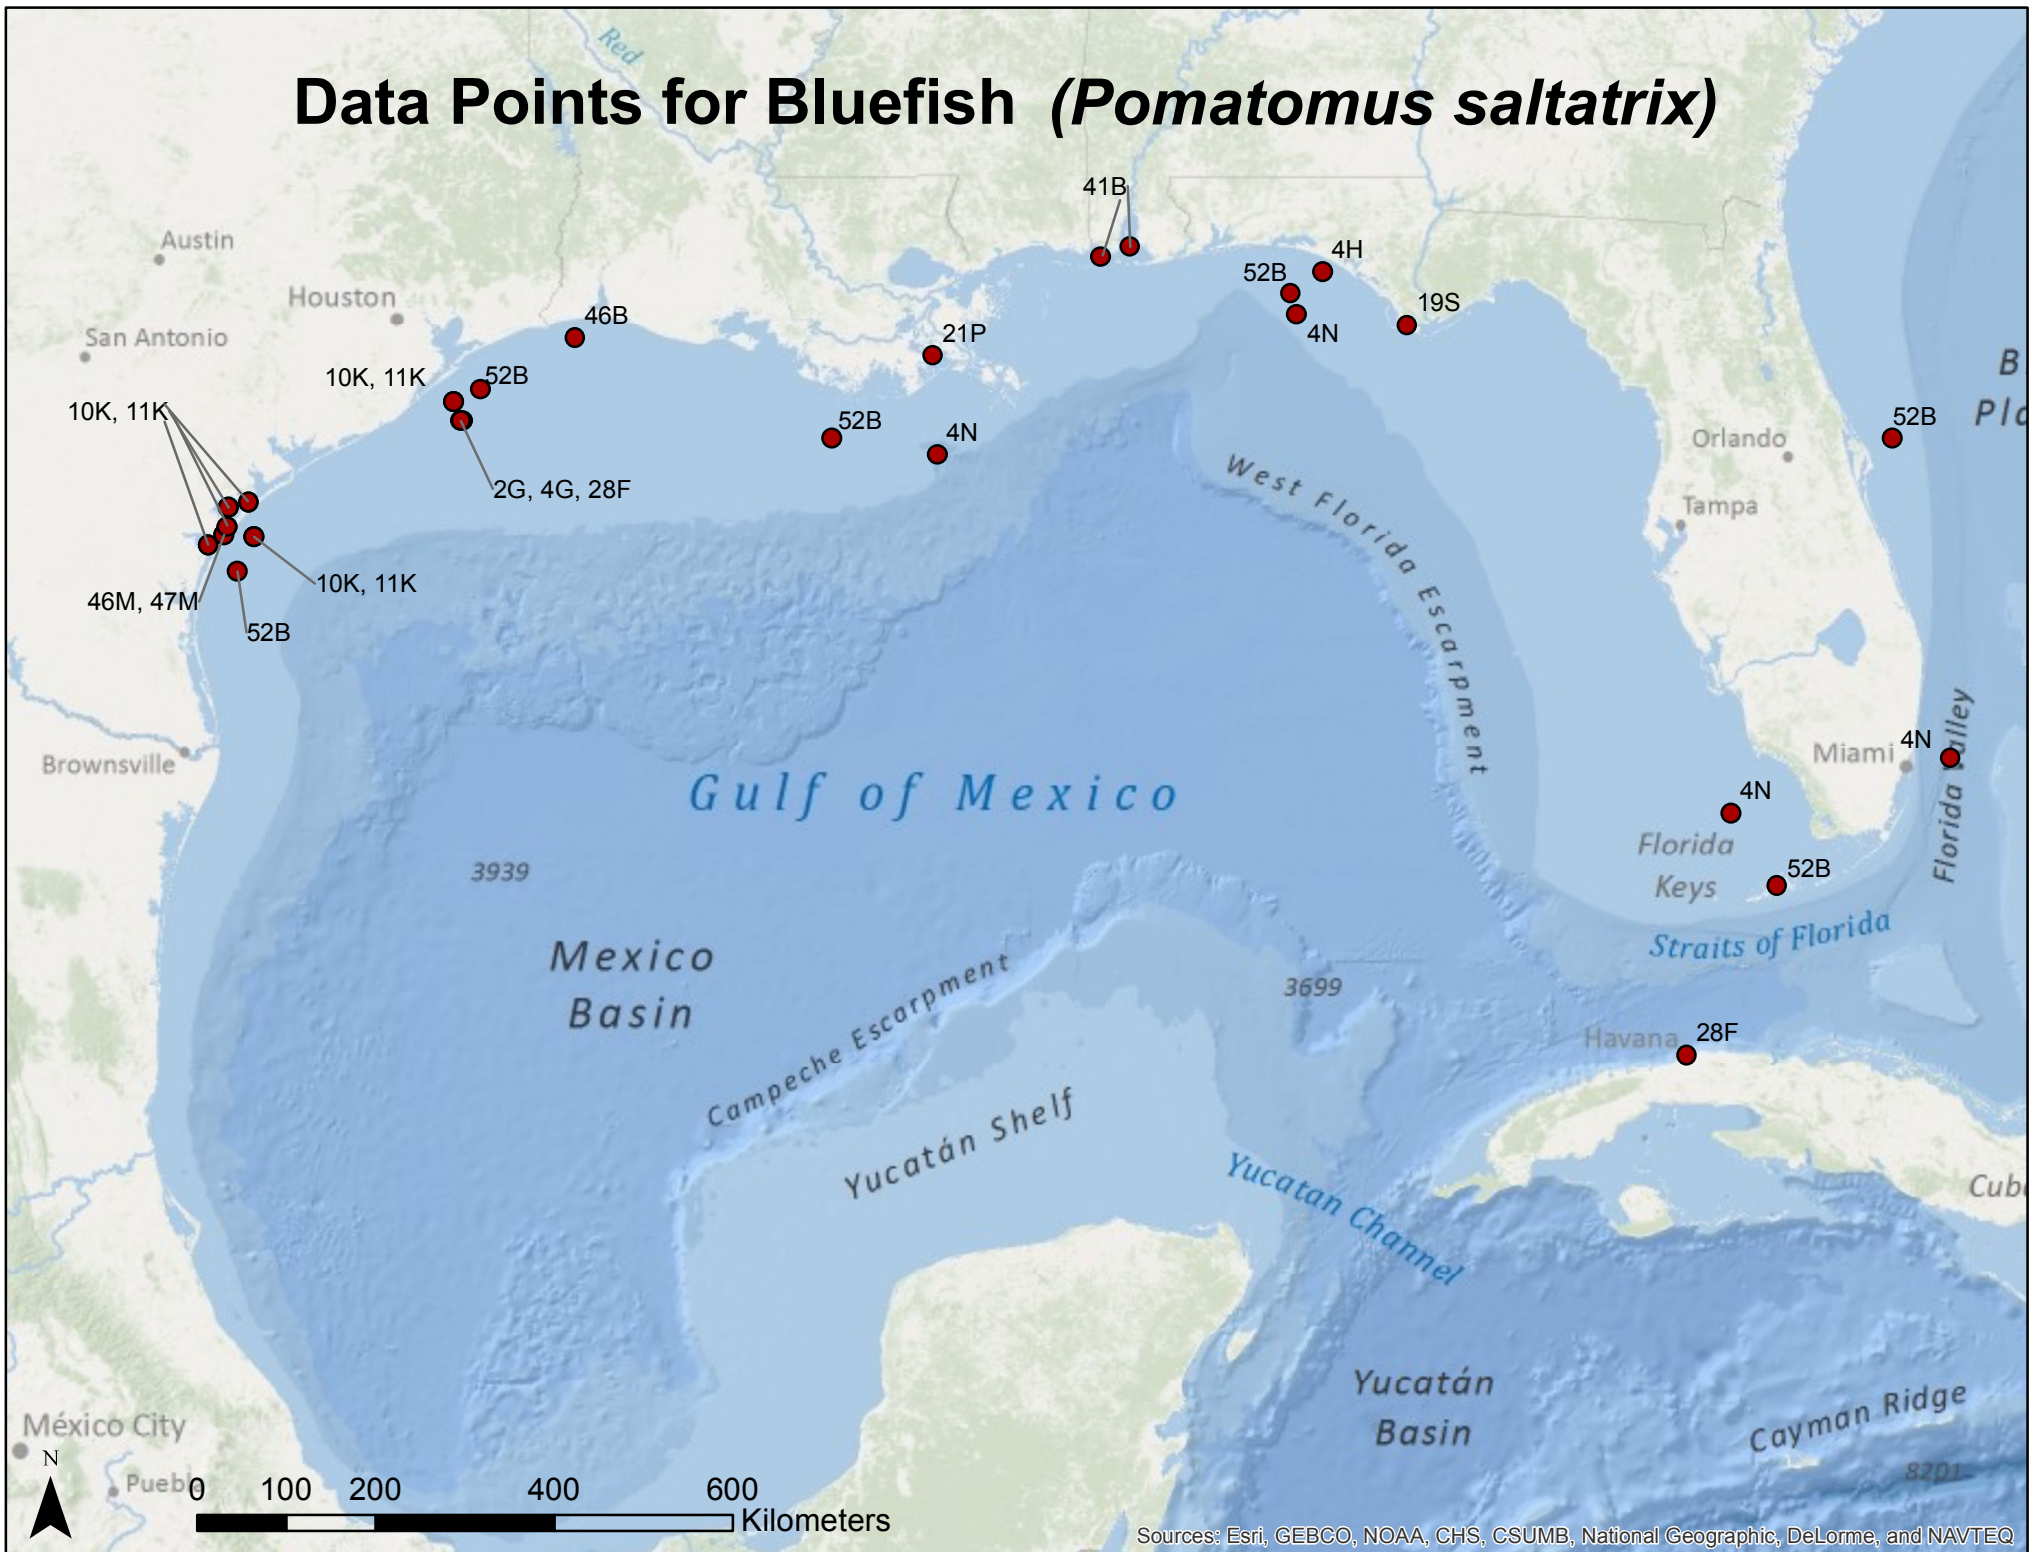 Red
Data Points for Bluefish (Pomatomus saltatrix)
41B
Austin
4H
52B
Houston
19S
46B
San Antonio
4N
21P
B
10K, 11K
52B
10K, 11K
Pla
52B
52B
4N
Orlando
West Florida Escarpment
2G, 4G, 28F
Tampa
10K, 11K
46M, 47M
52B
Florida Valley
4N
Miami
Brownsville
Gulf of Mexico
4N
Florida
Keys
3939
52B
Straits of Florida
Mexico
Basin
Campeche Escarpment
3699
Havana
28F
Yucatán Shelf
Yucatan Channel
Cuba
Yucatán
Basin
Cayman Ridge
México City
N
8201
Puebla
0 100 200 400 600
Kilometers
Sources: Esri, GEBCO, NOAA, CHS, CSUMB, National Geographic, DeLorme, and NAVTEQ